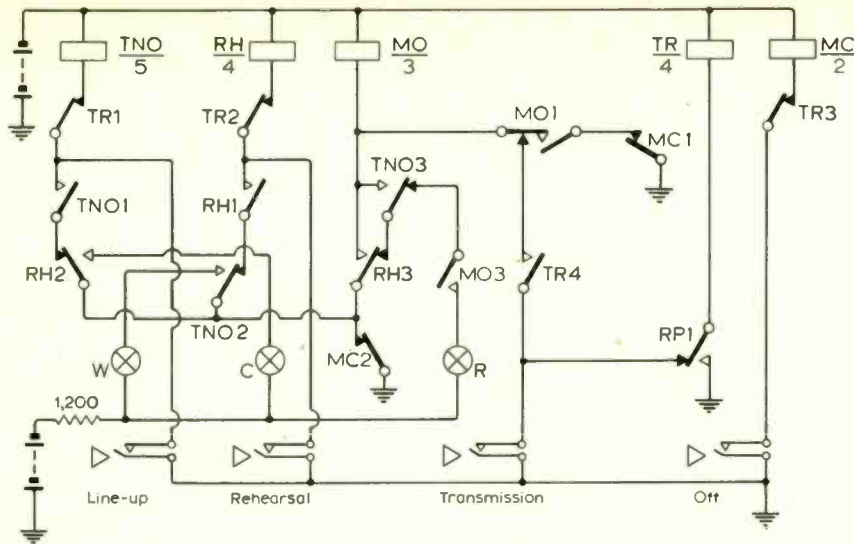 TNO
5
RH
4
MO
3
TR
4
MC
2
TR1
TR2
MO1
MC1
TR3
TNO3
TNO1
RH1
RH2
RH3
MO3
TR4
TNO2
RP1
W
C
MC2
R
1,200
Line-up
Rehearsal
Transmission
Off